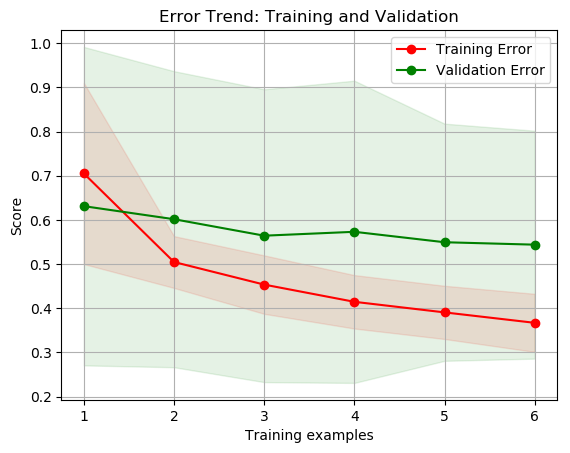 Error Trend: Training and Validation
Training Error
Validation Error
Score
1.0
0.9
0.8
0.7
0.6
0.5
0.4
0.3
0.2
1 2 3 4 5 6
Training examples